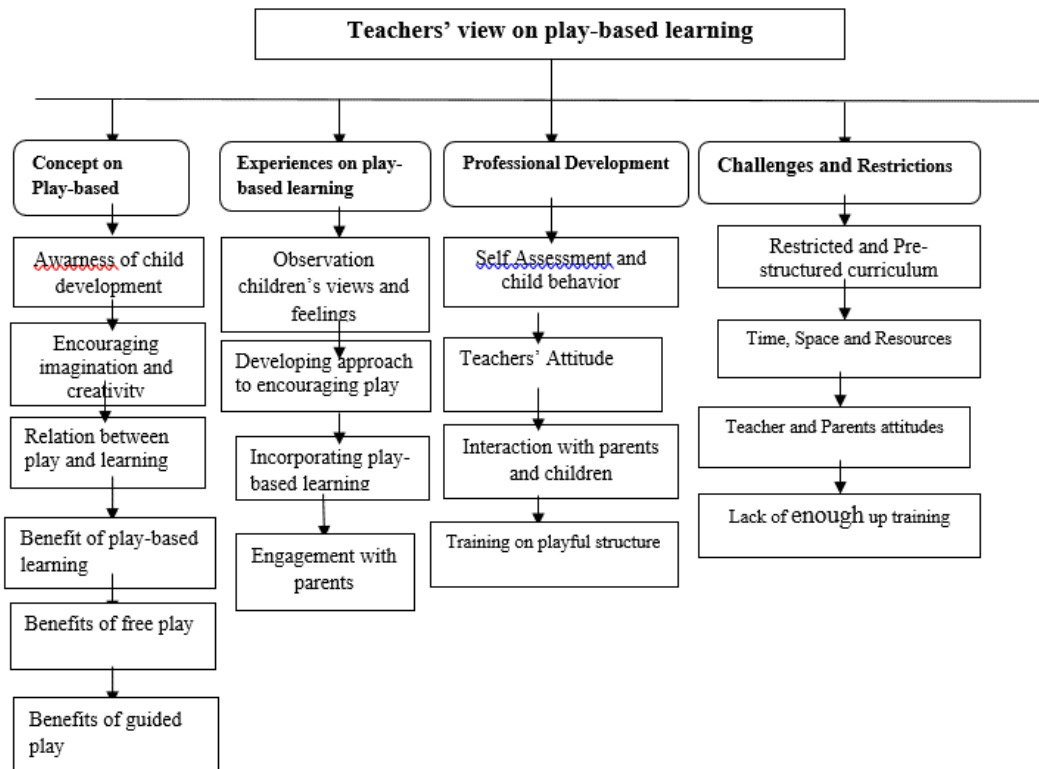 Teachers' view on play-based learning
Concept on
Play-based
Awarness of child
development
Encouraging
imagination and
creativity
Relation between
play and learning
Benefit of play-based
learning
Benefits of free play
Benefits of guided
play
Experiences on play-
based learning
Observation
children's views and
feelings
Developing approach
to encouraging play
Incorporating play-
based learning
Engagement with
parents
Professional Development
Self Assessment and
child behavior
Teachers' Attitude
Interaction with parents
and children
Training on playful structure
Challenges and Restrictions
Restricted and Pre-
structured curriculum
Time, Space and Resources
Teacher and Parents attitudes
Lack of enough up training